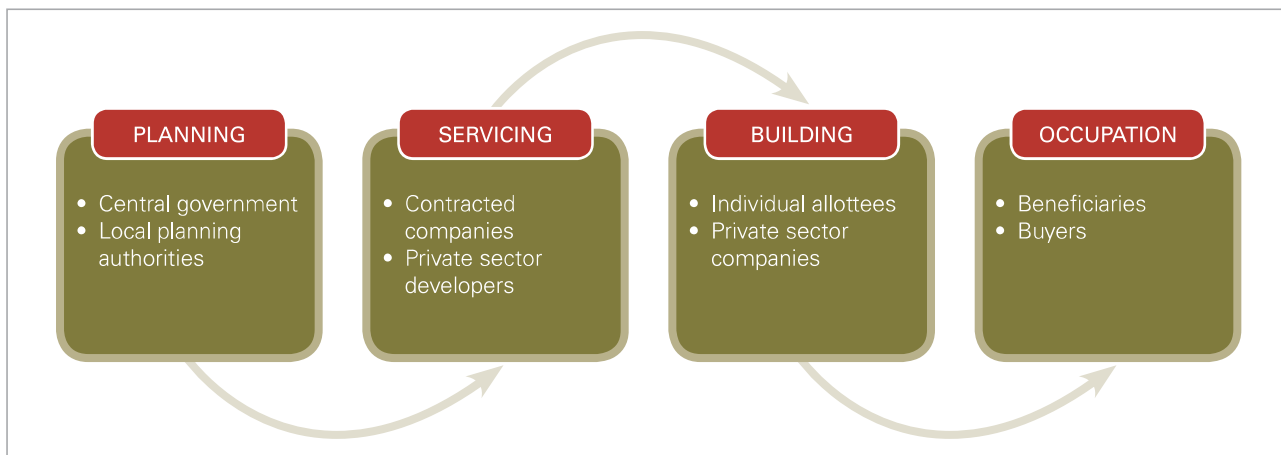 PLANNING
• Central government
• Local planning
authorities
SERVICING
• Contracted
companies
• Private sector
developers
BUILDING
• Individual allottees
• Private sector
companies
OCCUPATION
• Beneficiaries
• Buyers